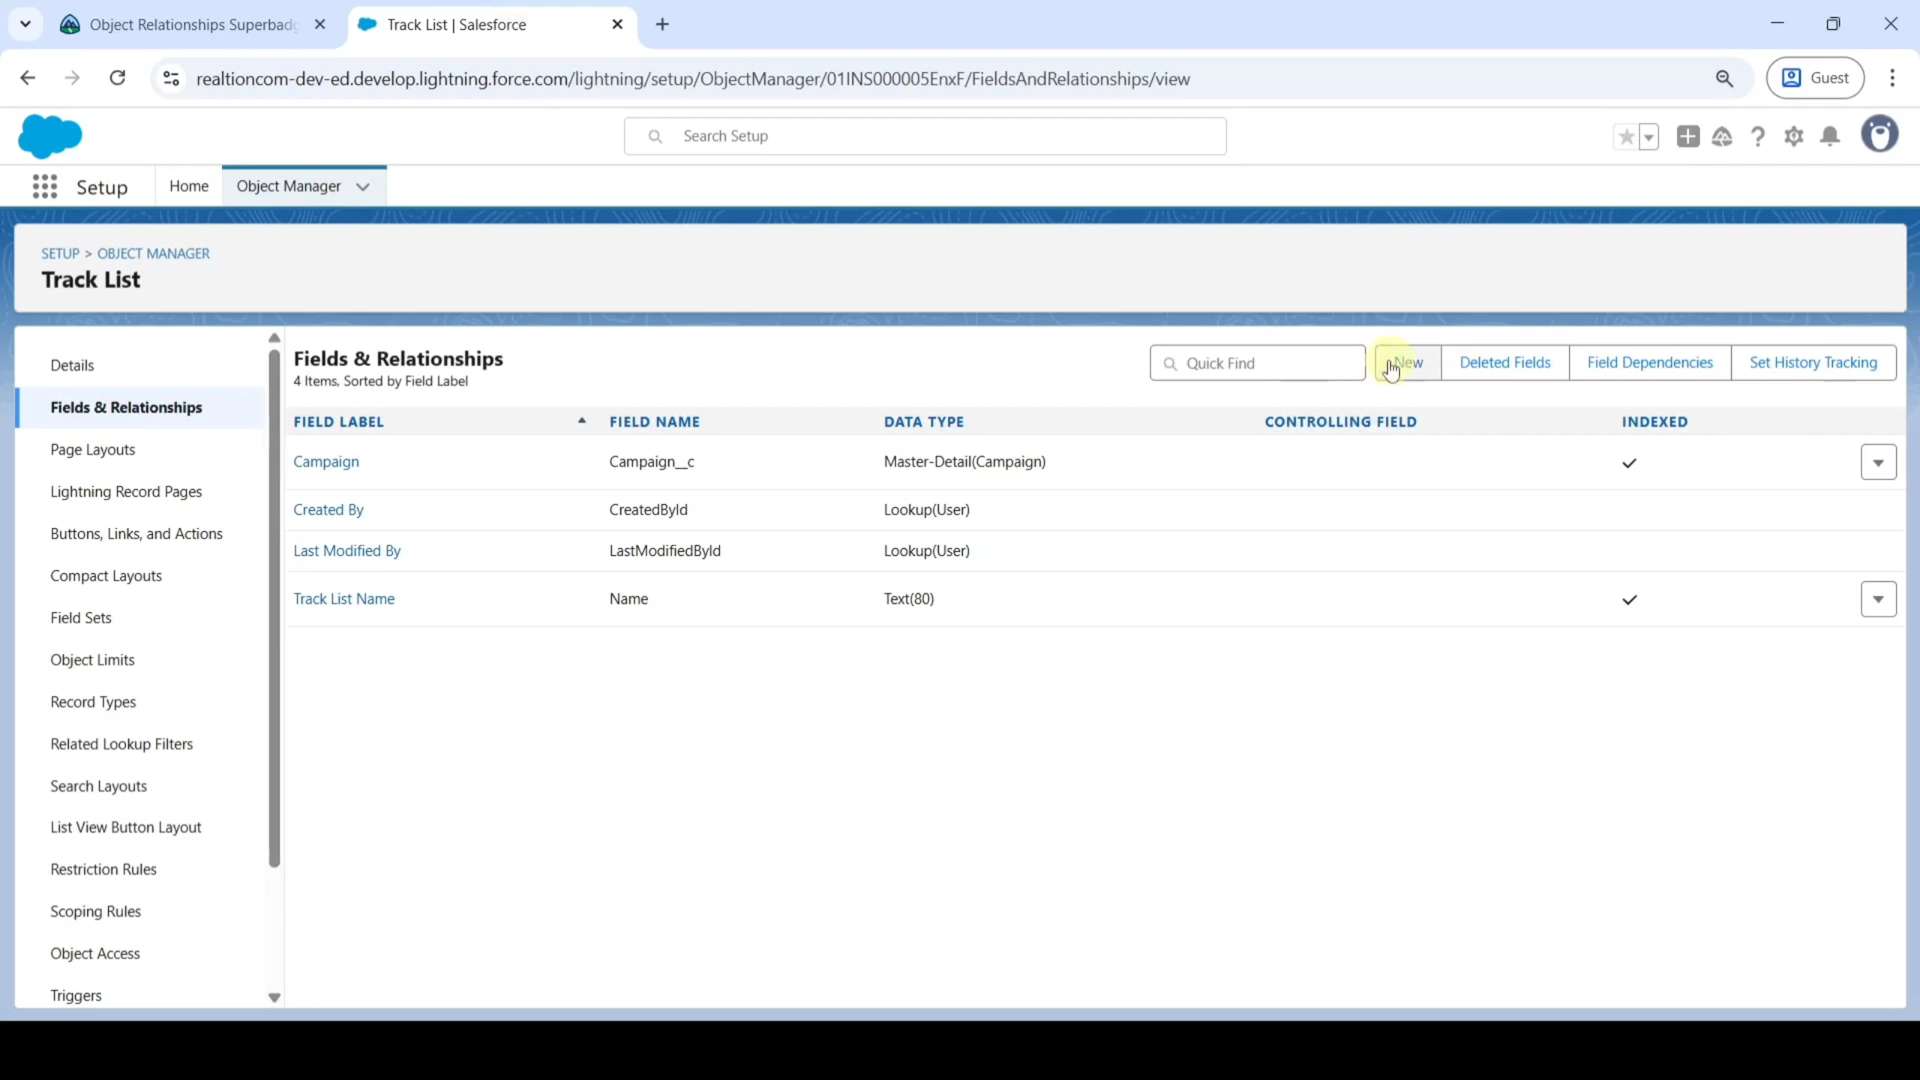 Object Relationships Superbadg
Track List | Salesforce
realtioncom-dev-ed.develop.lightning.force.com/lightning/setup/ObjectManager/01INS000005EnxF/FieldsAndRelationships/view
Guest
Search Setup
Setup
Home
Object Manager
SETUP > OBJECT MANAGER
Track List
Details
Fields & Relationships
Page Layouts
Lightning Record Pages
Buttons, Links, and Actions
Compact Layouts
Field Sets
Object Limits
Record Types
Related Lookup Filters
Search Layouts
List View Button Layout
Restriction Rules
Scoping Rules
Object Access
Triggers
Fields & Relationships
4 Items, Sorted by Field Label
Quick Find
New
Deleted Fields
Field Dependencies
Set History Tracking
FIELD LABEL FIELD NAME DATA TYPE CONTROLLING FIELD INDEXED
Campaign Campaign__c Master-Detail(Campaign)
Created By CreatedById Lookup(User)
Last Modified By LastModifiedById Lookup(User)
Track List Name Name Text(80)